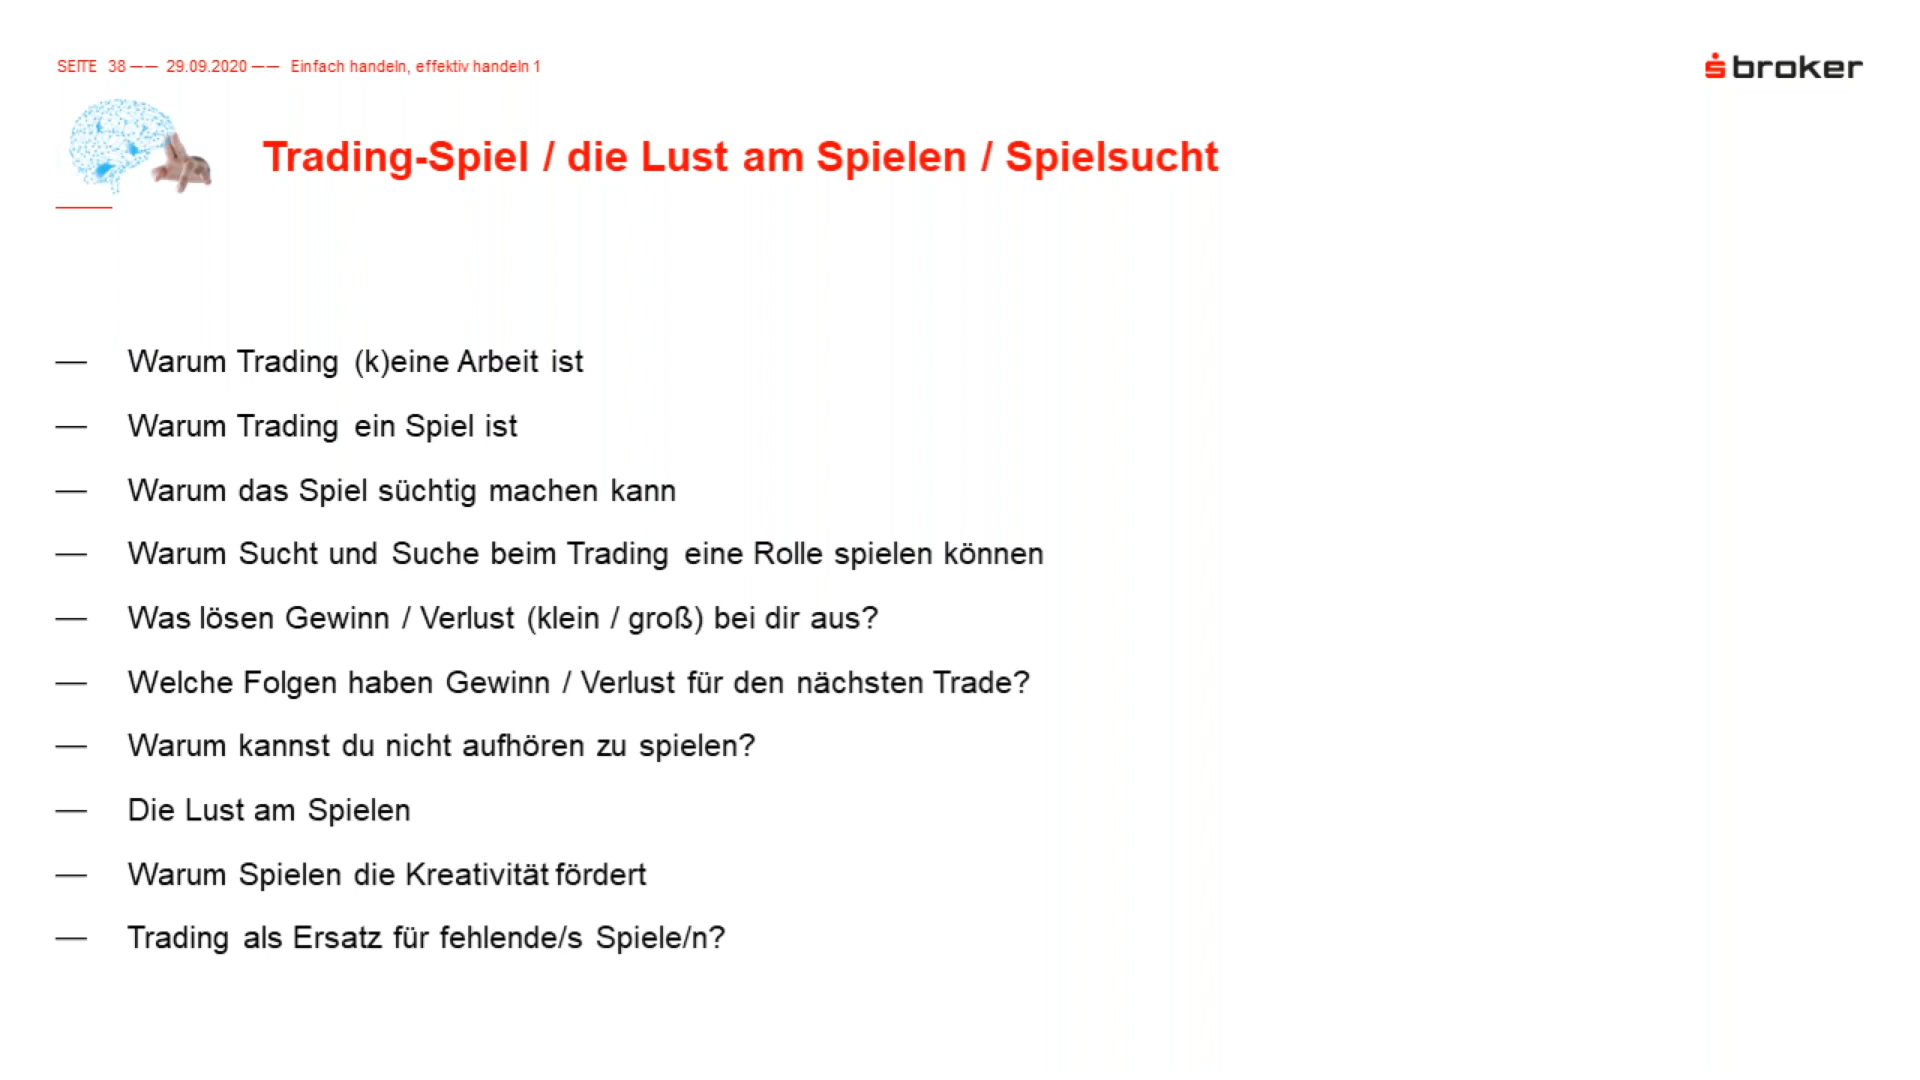 SEITE 38 —— 29.09.2020 —— Einfach handeln, effektiv handeln 1
broker
Trading-Spiel / die Lust am Spielen / Spielsucht
— Warum Trading (k)eine Arbeit ist
— Warum Trading ein Spiel ist
— Warum das Spiel süchtig machen kann
— Warum Sucht und Suche beim Trading eine Rolle spielen können
— Was lösen Gewinn / Verlust (klein / groß) bei dir aus?
— Welche Folgen haben Gewinn / Verlust für den nächsten Trade?
— Warum kannst du nicht aufhören zu spielen?
— Die Lust am Spielen
— Warum Spielen die Kreativität fördert
— Trading als Ersatz für fehlende/s Spiele/n?